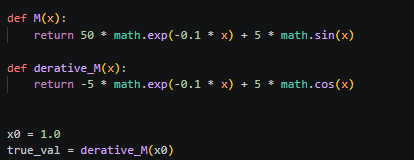 def M(x):
    return 50 * math.exp(-0.1 * x) + 5 * math.sin(x)
def derative_M(x):
    return -5 * math.exp(-0.1 * x) + 5 * math.cos(x)
x0 = 1.0
true_val = derative_M(x0)